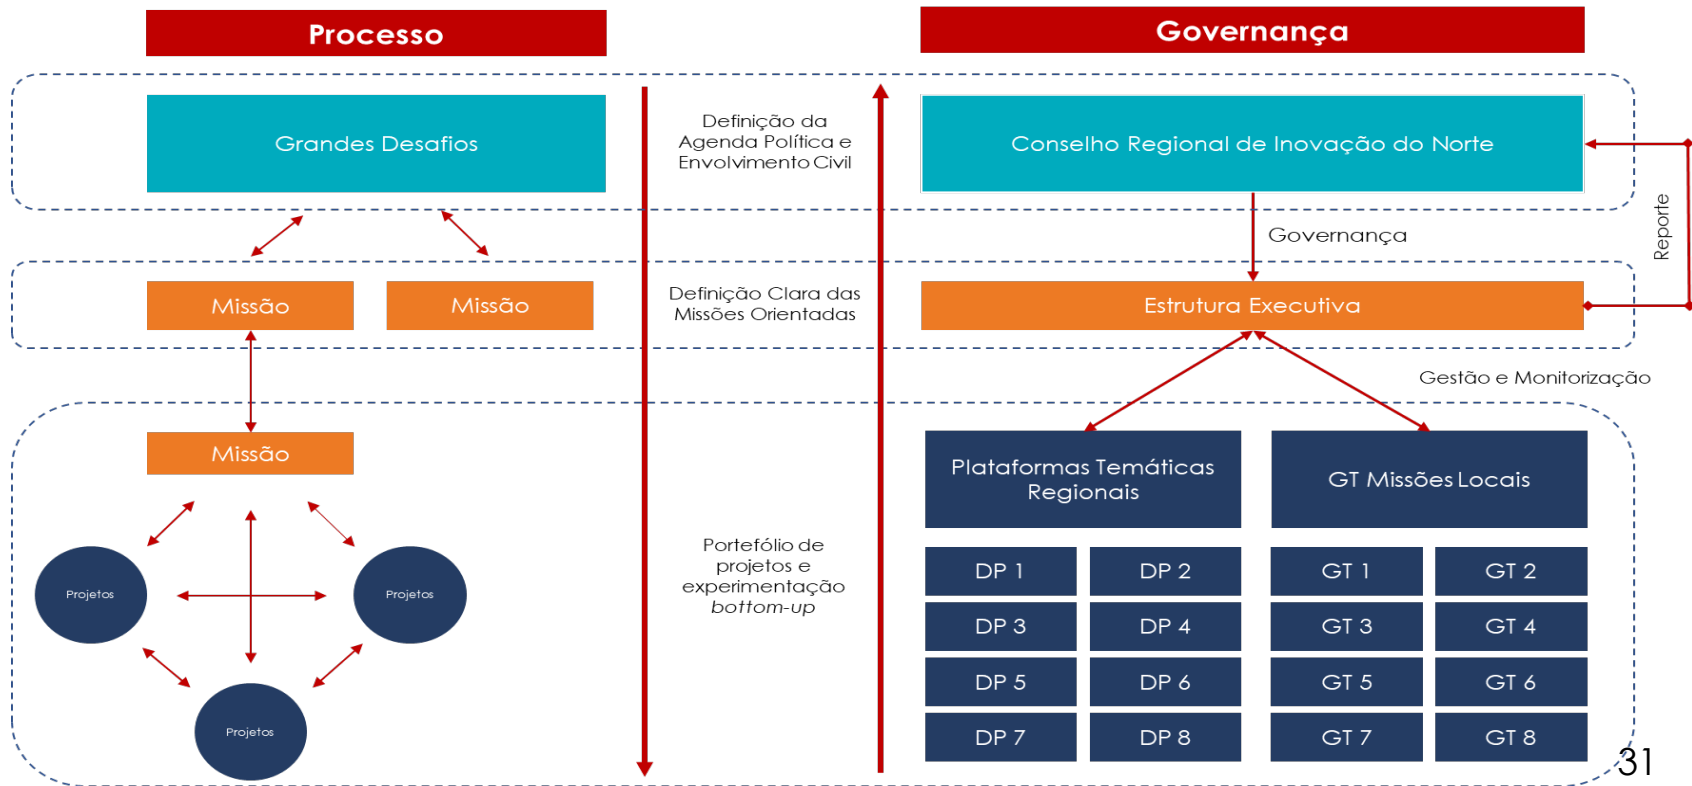 Processo
Governança
Grandes Desafios
Definição da
Agenda Política e
Envolvimento Civil
Conselho Regional de Inovação do Norte
Governança
Reporte
Missão
Missão
Definição Clara das
Missões Orientadas
Estrutura Executiva
Gestão e Monitorização
Missão
Projetos
Projetos
Projetos
Portefólio de
projetos e
experimentação
bottom-up
Plataformas Temáticas
Regionais
GT Missões Locais
DP 1
DP 2
GT 1
GT 2
DP 3
DP 4
GT 3
GT 4
DP 5
DP 6
GT 5
GT 6
DP 7
DP 8
GT 7
GT 8
31